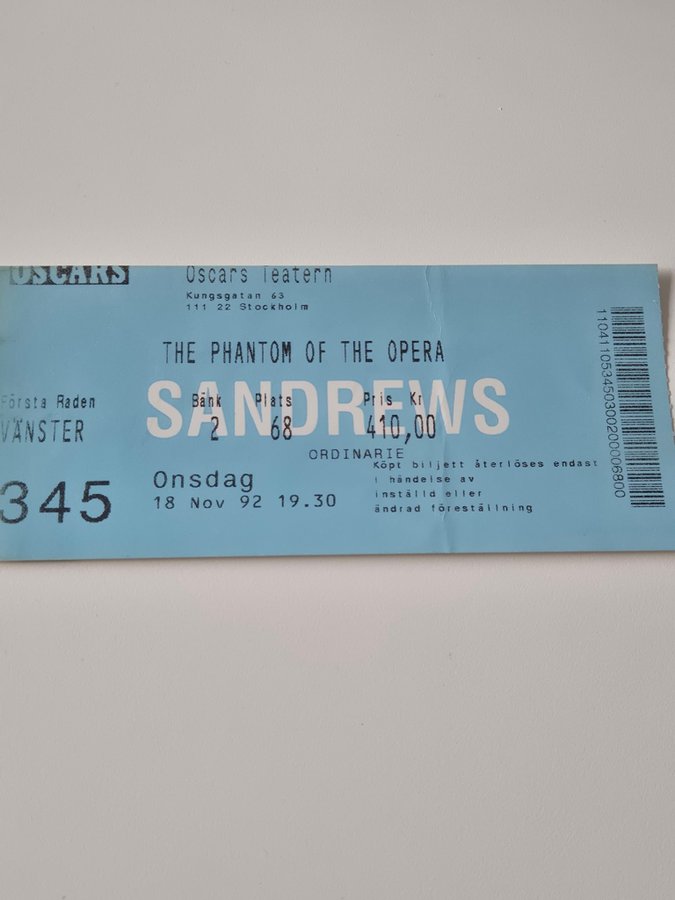 OSCARS
Oscars Teatern
Kungsgatan 63
111 22 Stockholm
THE PHANTOM OF THE OPERA
SANDREWS
Första Raden Bänk Plats Pris Kr
VÄNSTER 2 68 410,00
ORDINARIE
345
Onsdag
18 Nov 92 19.30
Köpt biljett återlöses endast
i händelse av
inställd eller
ändrad föreställning
110411053450300200006800